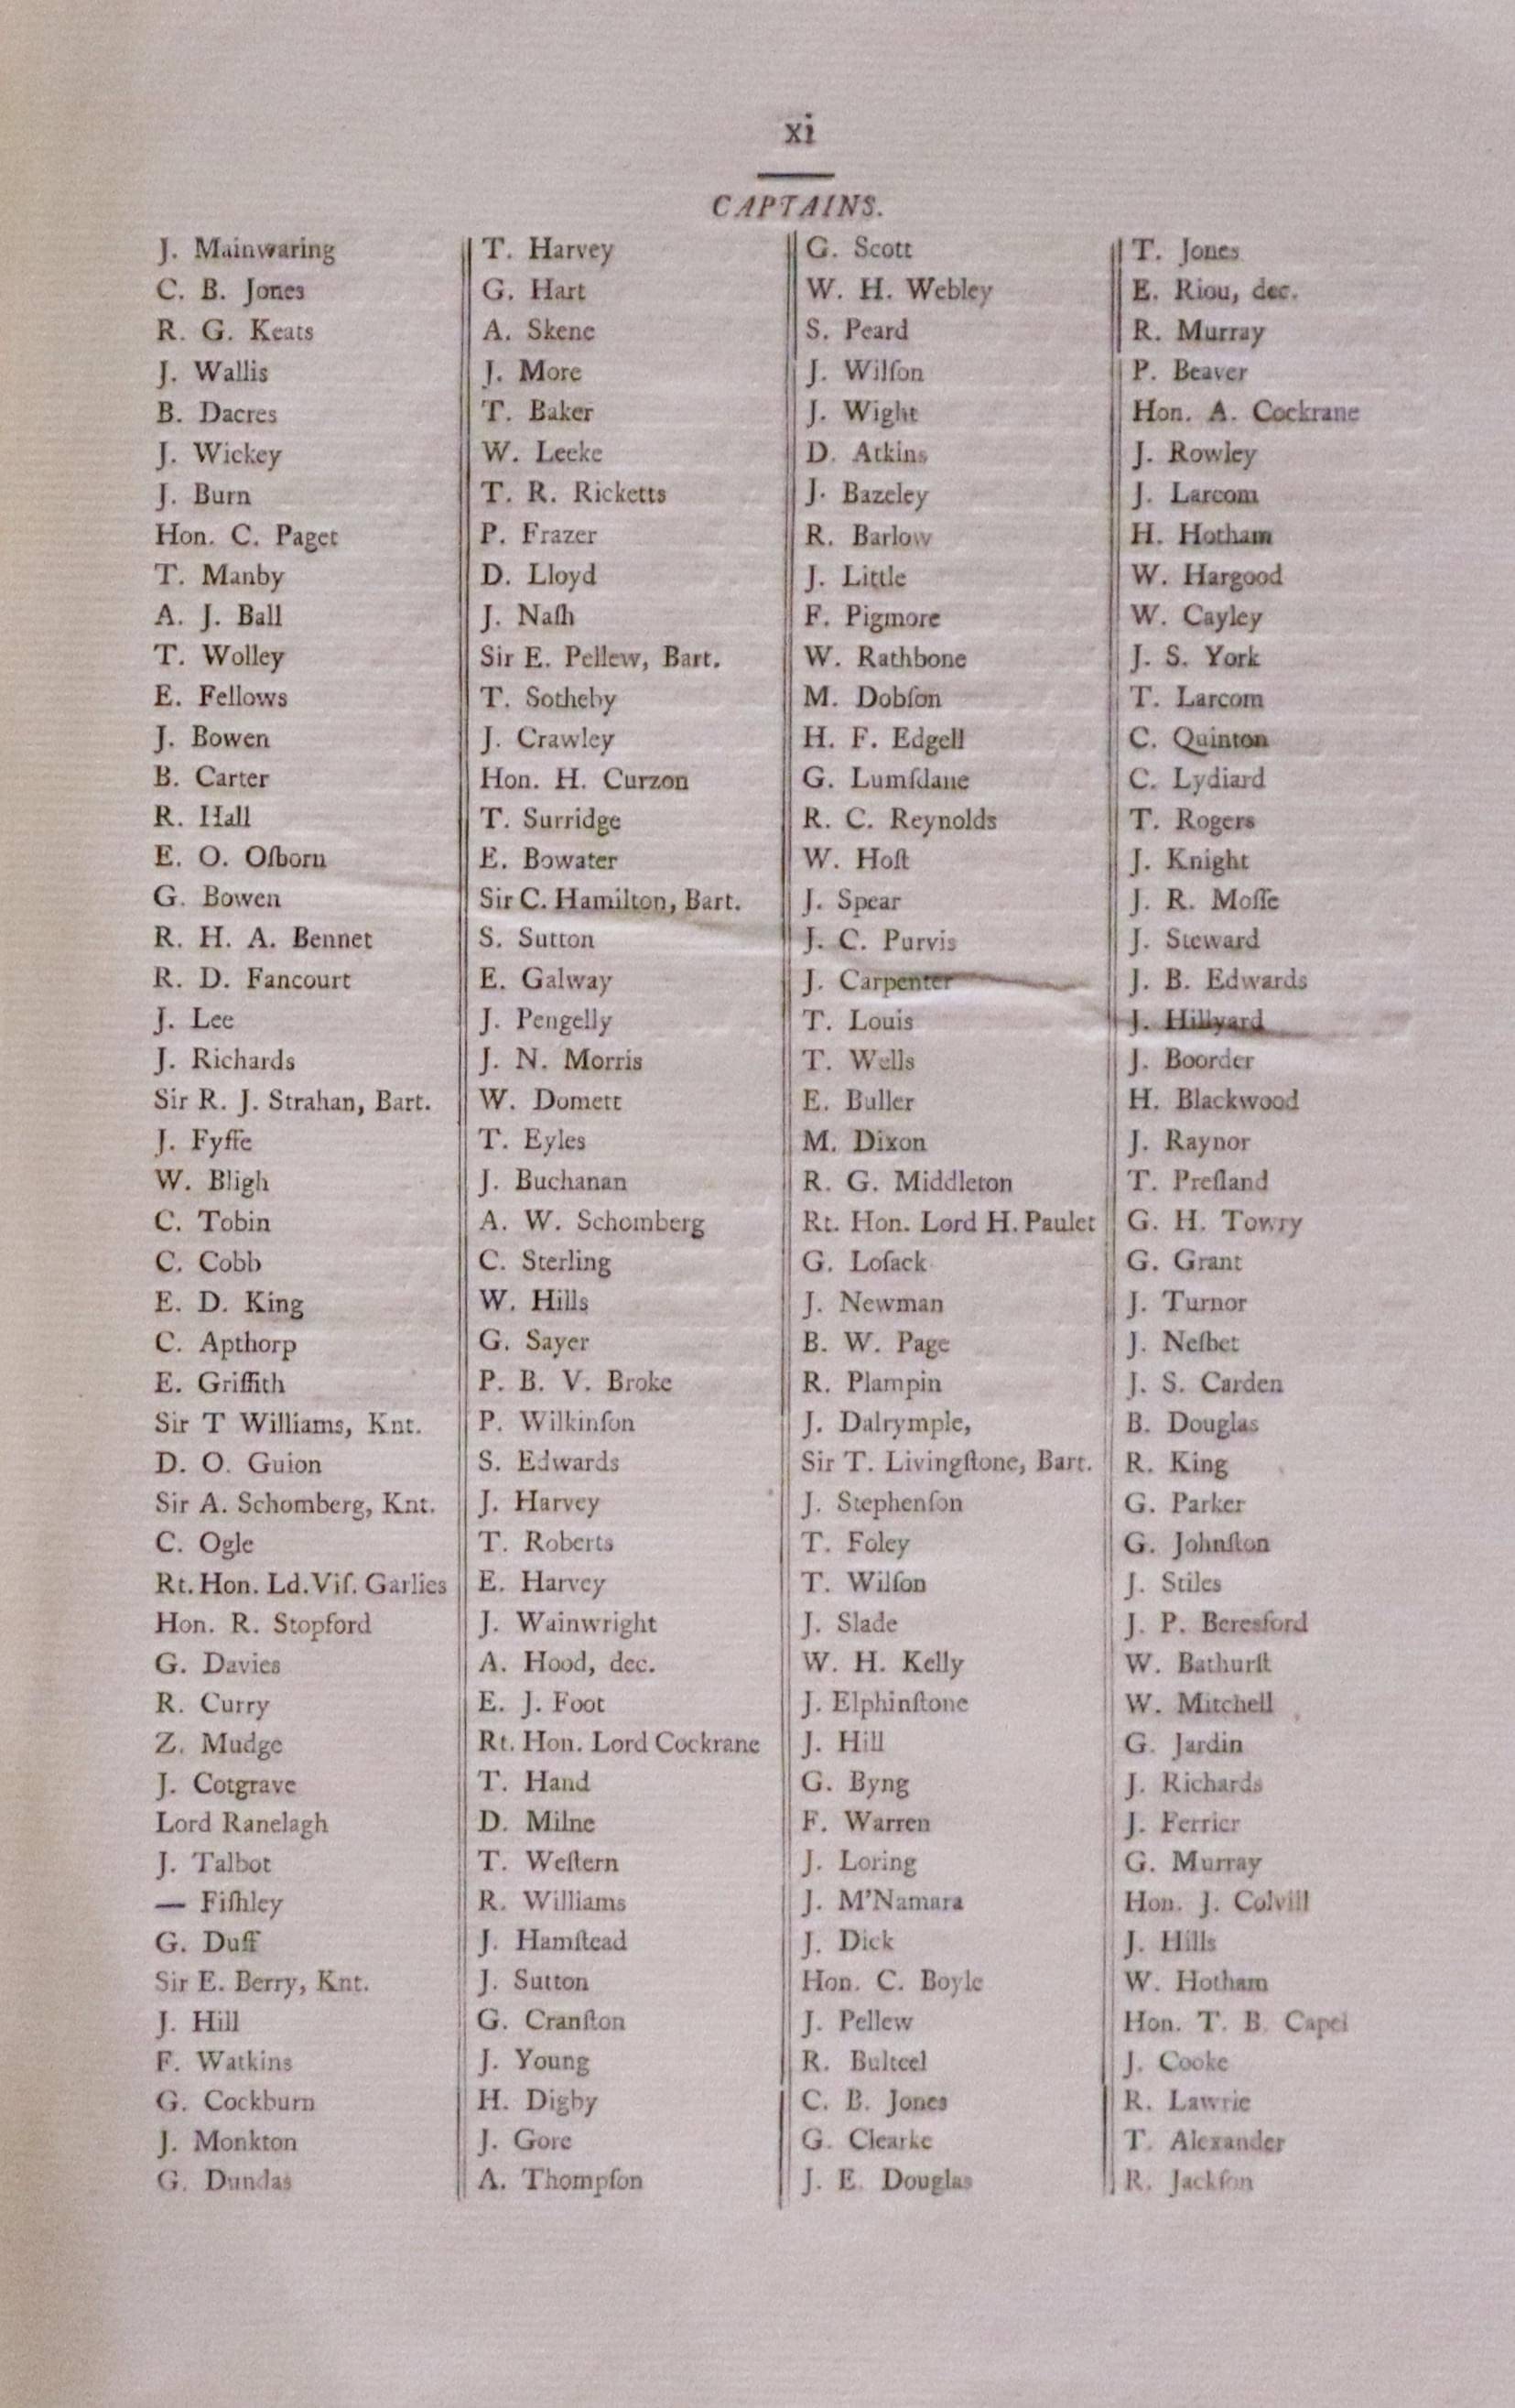 xi
CAPTAINS.
J. Mainwaring
C. B. Jones
R. G. Keats
J. Wallis
B. Dacres
J. Wickey
J. Burn
Hon. C. Paget
T. Manby
A. J. Ball
T. Wolley
E. Fellows
J. Bowen
B. Carter
R. Hall
E. O. Oſborn
G. Bowen
R. H. A. Bennet
R. D. Fancourt
J. Lee
J. Richards
Sir R. J. Strahan, Bart.
J. Fyffe
W. Bligh
C. Tobin
C. Cobb
E. D. King
C. Apthorp
E. Griffith
Sir T Williams, Knt.
D. O. Guion
Sir A. Schomberg, Knt.
C. Ogle
Rt. Hon. Ld. Viſ. Garlies
Hon. R. Stopford
G. Davies
R. Curry
Z. Mudge
J. Cotgrave
Lord Ranelagh
J. Talbot
— Fiſhley
G. Duff
Sir E. Berry, Knt.
J. Hill
F. Watkins
G. Cockburn
J. Monkton
G. Dundas
T. Harvey
G. Hart
A. Skene
J. More
T. Baker
W. Leeke
T. R. Ricketts
P. Frazer
D. Lloyd
J. Naſh
Sir E. Pellew, Bart.
T. Sotheby
J. Crawley
Hon. H. Curzon
T. Surridge
E. Bowater
Sir C. Hamilton, Bart.
S. Sutton
E. Galway
J. Pengelly
J. N. Morris
W. Domett
T. Eyles
J. Buchanan
A. W. Schomberg
C. Sterling
W. Hills
G. Sayer
P. B. V. Broke
P. Wilkinſon
S. Edwards
J. Harvey
T. Roberts
E. Harvey
J. Wainwright
A. Hood, dec.
E. J. Foot
Rt. Hon. Lord Cockrane
T. Hand
D. Milne
T. Weſtern
R. Williams
J. Hamſtead
J. Sutton
G. Cranſton
J. Young
H. Digby
J. Gore
A. Thompſon
G. Scott
W. H. Webley
S. Peard
J. Wilſon
J. Wight
D. Atkins
J. Bazeley
R. Barlow
J. Little
F. Pigmore
W. Rathbone
M. Dobſon
H. F. Edgell
G. Lumſdane
R. C. Reynolds
W. Hoſt
J. Spear
J. C. Purvis
J. Carpenter
T. Louis
T. Wells
E. Buller
M. Dixon
R. G. Middleton
Rt. Hon. Lord H. Paulet
G. Loſack
J. Newman
B. W. Page
R. Plampin
J. Dalrymple,
Sir T. Livingſtone, Bart.
J. Stephenſon
T. Foley
T. Wilſon
J. Slade
W. H. Kelly
J. Elphinſtone
J. Hill
G. Byng
F. Warren
J. Loring
J. M'Namara
J. Dick
Hon. C. Boyle
J. Pellew
R. Bulteel
C. B. Jones
G. Clearke
J. E. Douglas
T. Jones
E. Riou, dec.
R. Murray
P. Beaver
Hon. A. Cockrane
J. Rowley
J. Larcom
H. Hotham
W. Hargood
W. Cayley
J. S. York
T. Larcom
C. Quinton
C. Lydiard
T. Rogers
J. Knight
J. R. Moſſe
J. Steward
J. B. Edwards
J. Hillyard
J. Boorder
H. Blackwood
J. Raynor
T. Preſland
G. H. Towry
G. Grant
J. Turnor
J. Neſbet
J. S. Carden
B. Douglas
R. King
G. Parker
G. Johnſton
J. Stiles
J. P. Beresford
W. Bathurſt
W. Mitchell
G. Jardin
J. Richards
J. Ferrier
G. Murray
Hon. J. Colvill
J. Hills
W. Hotham
Hon. T. B. Capel
J. Cooke
R. Lawrie
T. Alexander
R. Jackſon